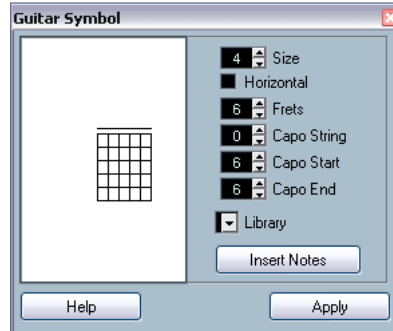 Guitar Symbol
4 Size
Horizontal
6 Frets
0 Capo String
6 Capo Start
6 Capo End
Library
Insert Notes
Help
Apply